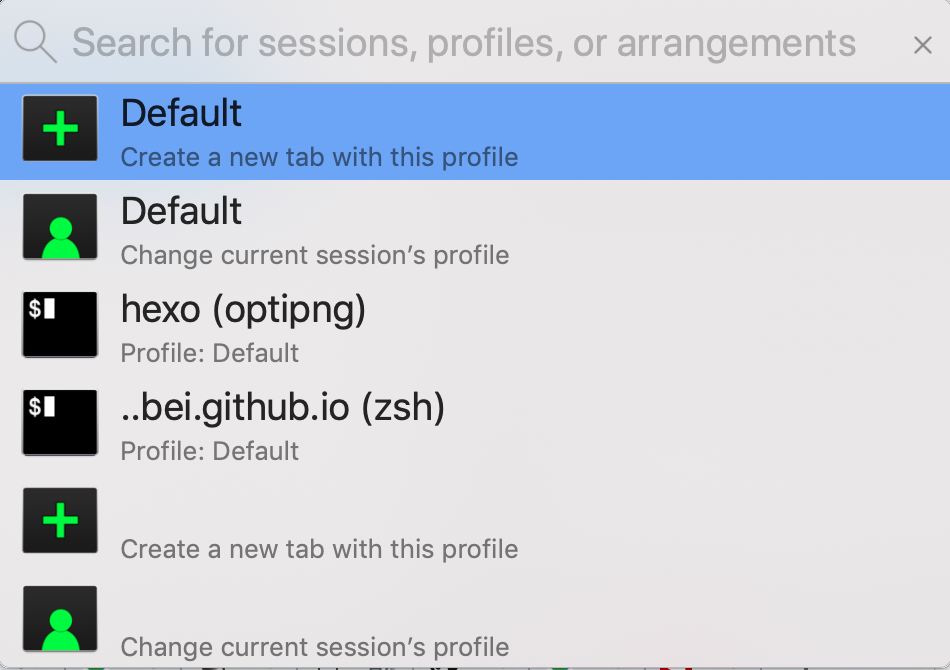 Search for sessions, profiles, or arrangements
Default
Create a new tab with this profile
Default
Change current session’s profile
$
hexo (optipng)
Profile: Default
$
..bei.github.io (zsh)
Profile: Default
Create a new tab with this profile
Change current session’s profile